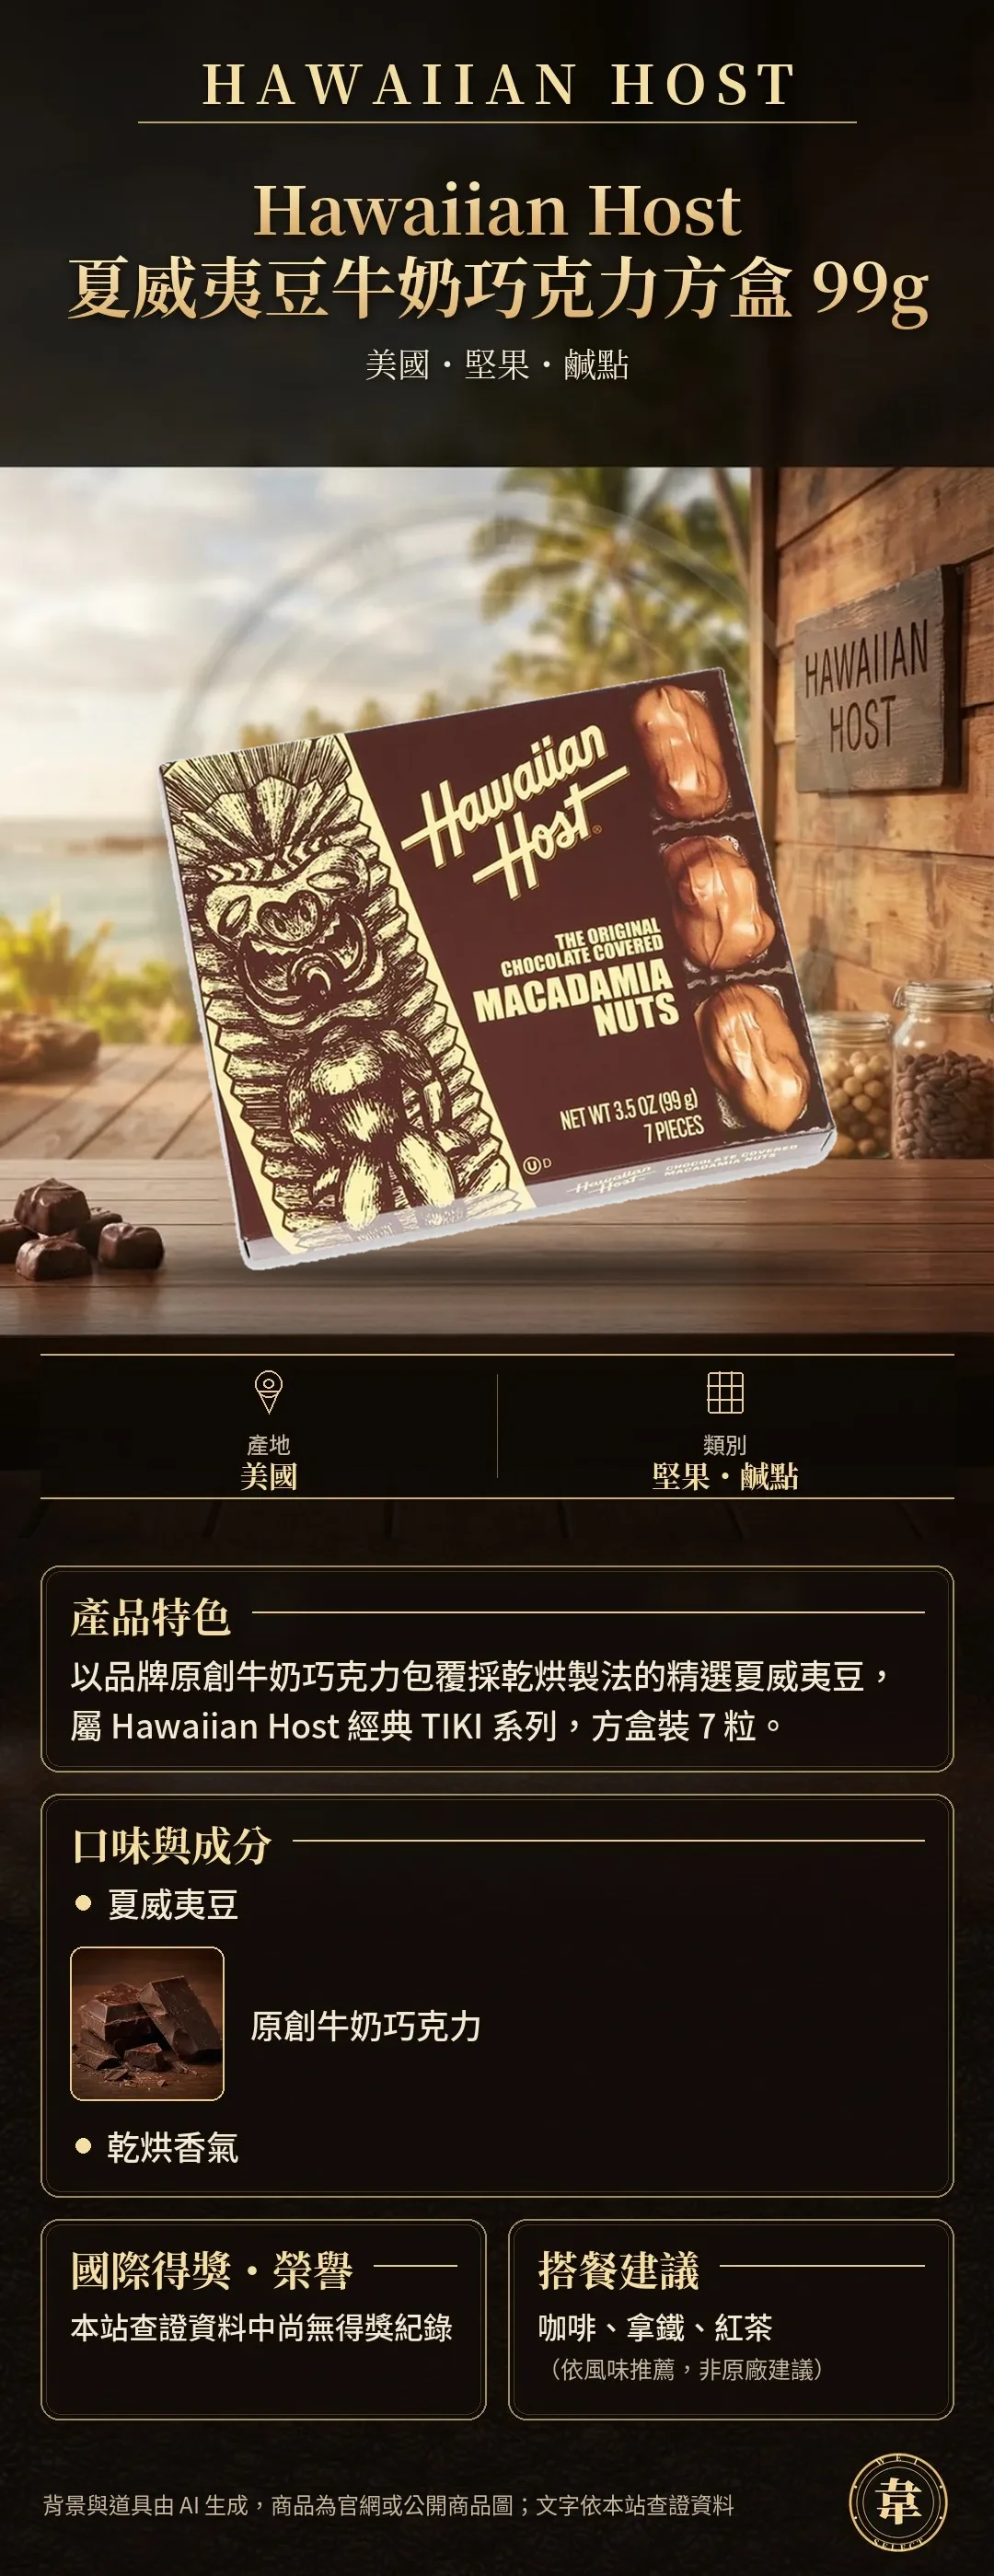 HAWAIIAN HOST
Hawaiian Host
夏威夷豆牛奶巧克力方盒 99g
美國・堅果・鹹點
HAWAIIAN
HOST
Hawaiian
Host®
THE ORIGINAL
CHOCOLATE COVERED
MACADAMIA
NUTS
NET WT 3.5 OZ (99 g)
7 PIECES
U D
Hawaiian
Host
CHOCOLATE COVERED
MACADAMIA NUTS
產地
美國
類別
堅果・鹹點
產品特色
以品牌原創牛奶巧克力包覆採乾烘製法的精選夏威夷豆，
屬 Hawaiian Host 經典 TIKI 系列，方盒裝 7 粒。
口味與成分
夏威夷豆
原創牛奶巧克力
乾烘香氣
國際得獎・榮譽
本站查證資料中尚無得獎紀錄
搭餐建議
咖啡、拿鐵、紅茶
（依風味推薦，非原廠建議）
背景與道具由 AI 生成，商品為官網或公開商品圖；文字依本站查證資料
WEI
韋
SELECT